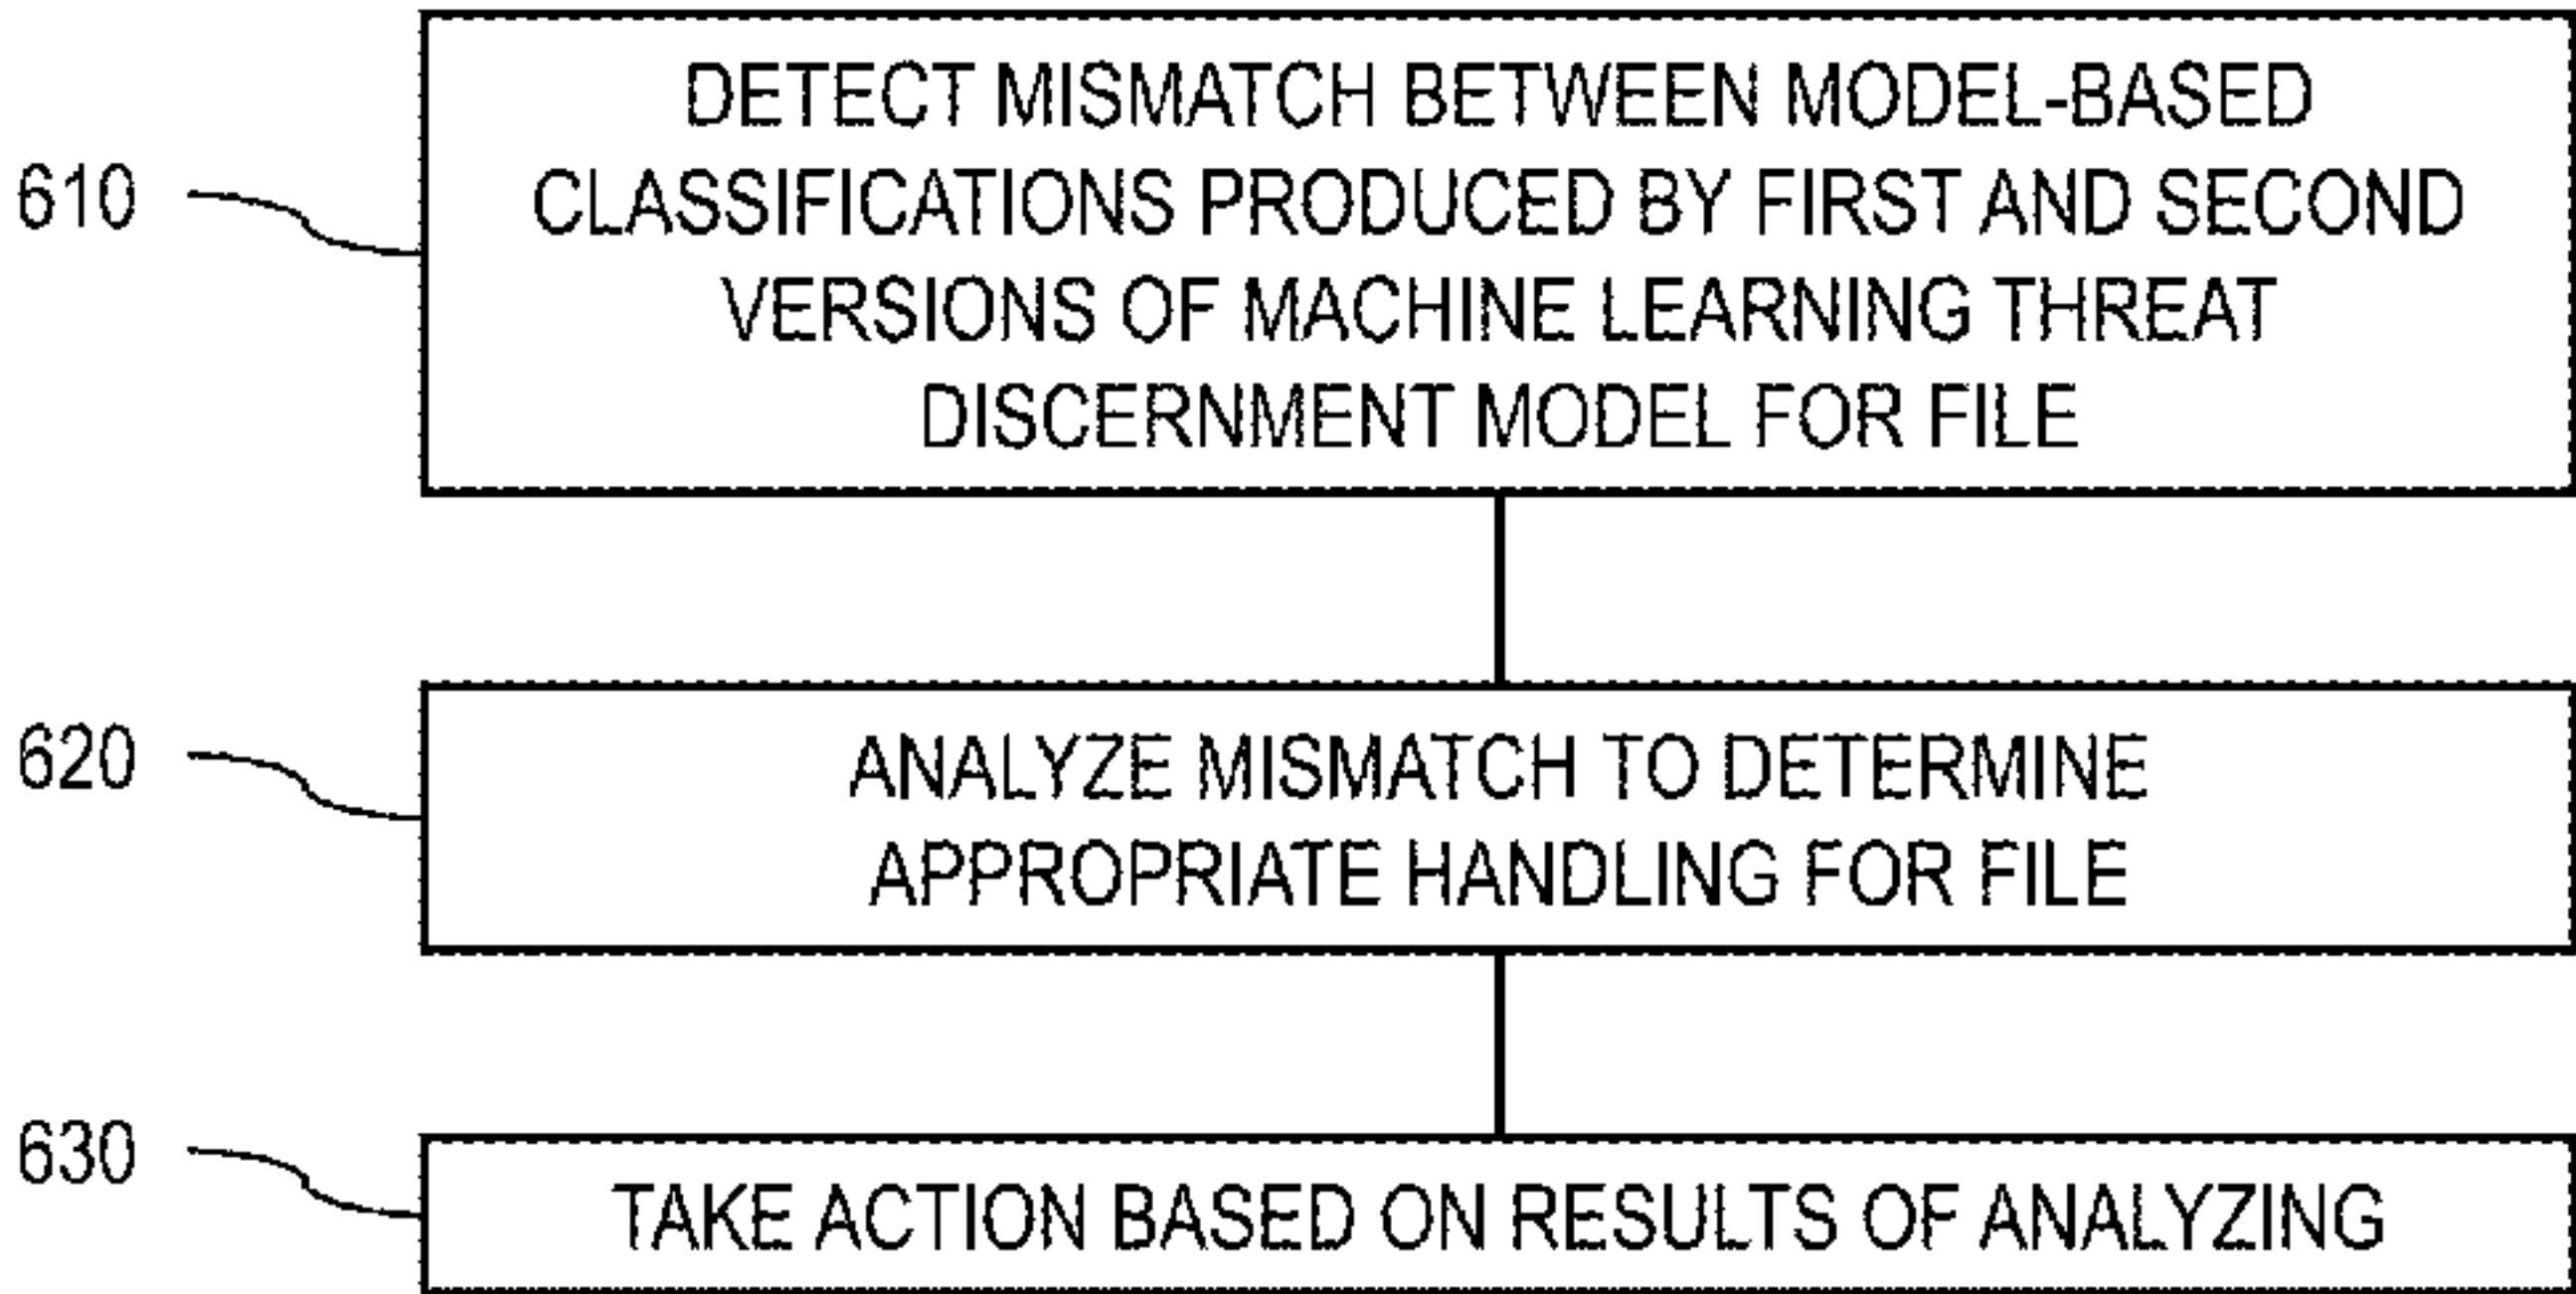 610
DETECT MISMATCH BETWEEN MODEL-BASED
CLASSIFICATIONS PRODUCED BY FIRST AND SECOND
VERSIONS OF MACHINE LEARNING THREAT
DISCERNMENT MODEL FOR FILE
620
ANALYZE MISMATCH TO DETERMINE
APPROPRIATE HANDLING FOR FILE
630
TAKE ACTION BASED ON RESULTS OF ANALYZING